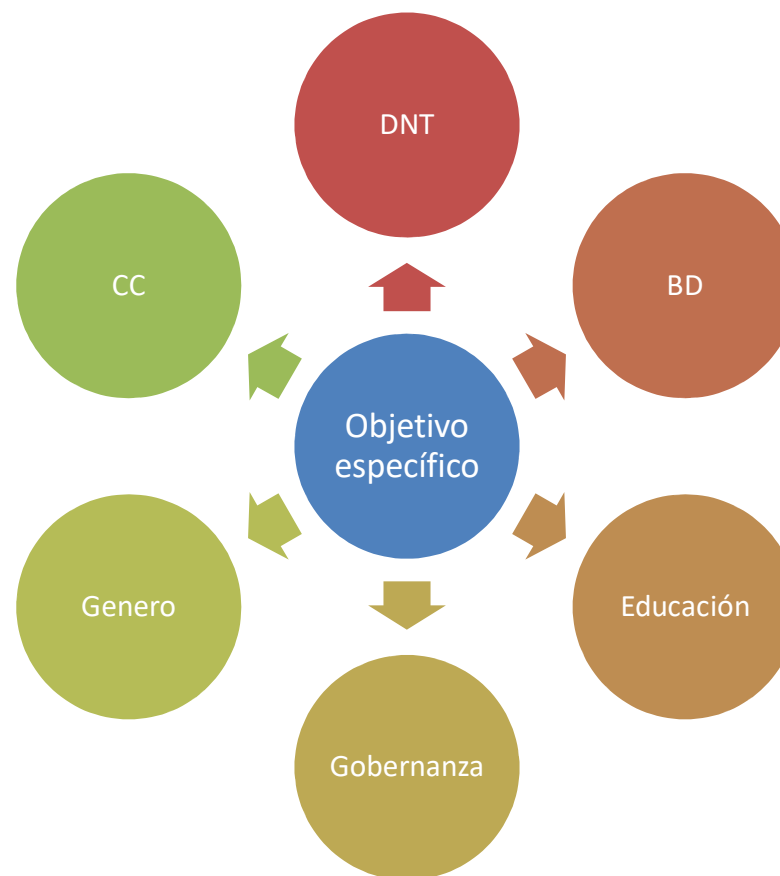 DNT
CC
BD
Objetivo
específico
Genero
Educación
Gobernanza